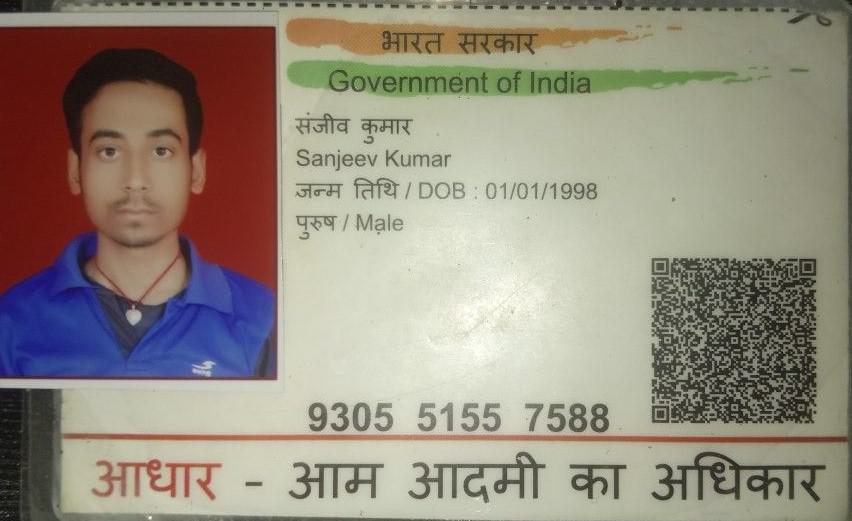 भारत सरकार
Government of India
संजीव कुमार
Sanjeev Kumar
जन्म तिथि / DOB : 01/01/1998
पुरुष / Male
9305 5155 7588
आधार - आम आदमी का अधिकार